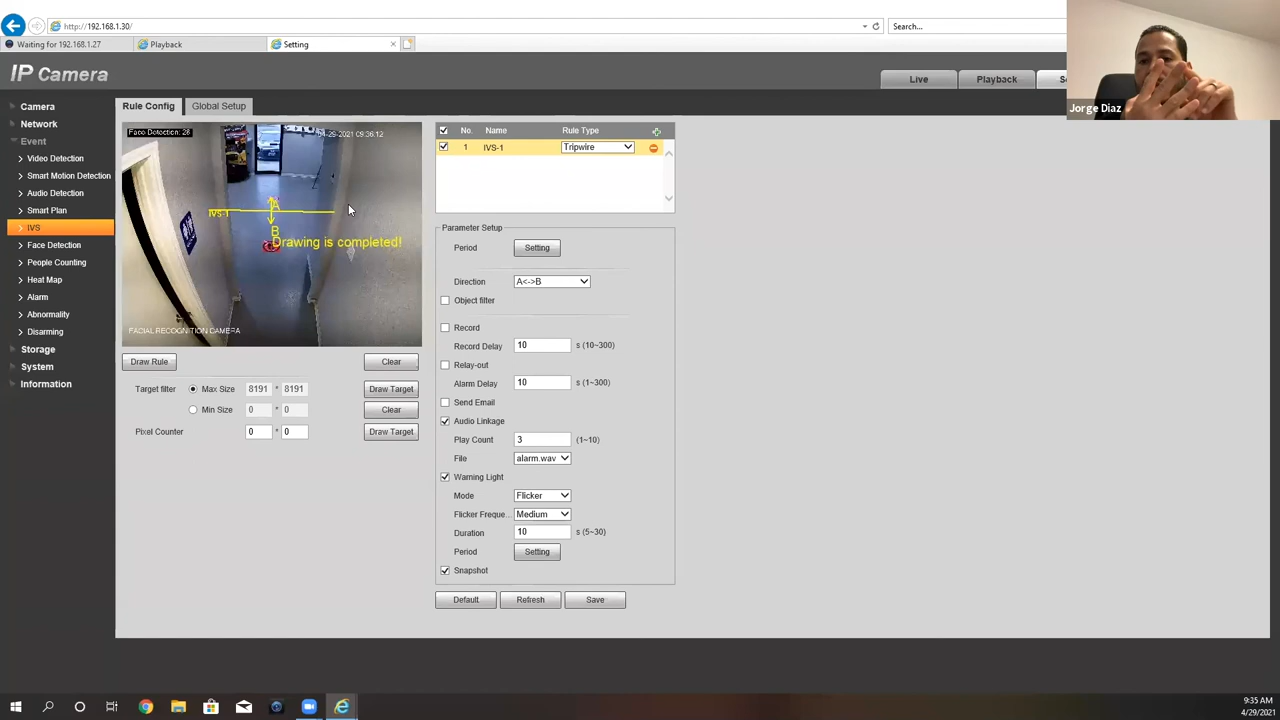 http://192.168.1.30/
Search...
Waiting for 192.168.1.27
Playback
Setting
IP Camera
Live
Playback
Jorge Diaz
Camera
Network
Event
Video Detection
Smart Motion Detection
Audio Detection
Smart Plan
IVS
Face Detection
People Counting
Heat Map
Alarm
Abnormality
Disarming
Storage
System
Information
Rule Config
Global Setup
Face Detection: 26
04-29-2021 09:36:12
IVS-1
A
B
Drawing is completed!
FACIAL RECOGNITION CAMERA
Draw Rule
Clear
Target filter
Max Size
8191 * 8191
Draw Target
Min Size
0 * 0
Clear
Pixel Counter
0 * 0
Draw Target
No. Name Rule Type
1 IVS-1 Tripwire
Parameter Setup
Period Setting
Direction A<->B
Object filter
Record
Record Delay 10 s (10~300)
Relay-out
Alarm Delay 10 s (1~300)
Send Email
Audio Linkage
Play Count 3 (1~10)
File alarm.wav
Warning Light
Mode Flicker
Flicker Freque... Medium
Duration 10 s (5~30)
Period Setting
Snapshot
Default Refresh Save
9:35 AM
4/29/2021